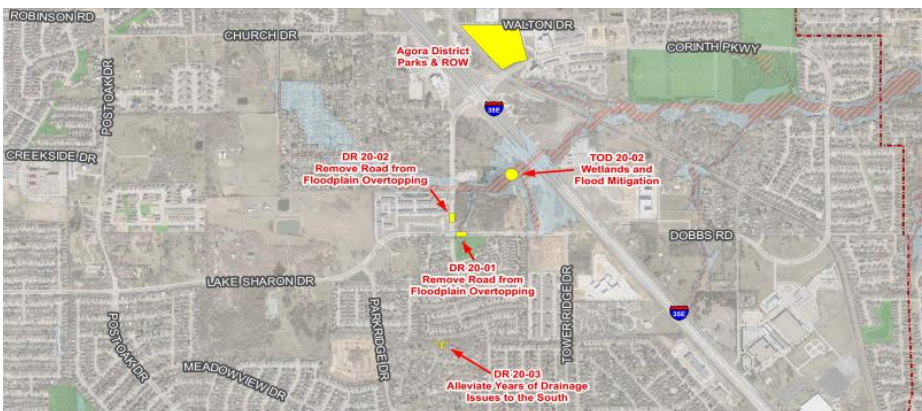 ROBINSON RD
WALTON DR
CHURCH DR
CORINTH PKWY
Agora District
Parks & ROW
POST OAK DR
35E
CREEKSIDE DR
DR 20-02
Remove Road from
Floodplain Overtopping
TOD 20-02
Wetlands and
Flood Mitigation
DOBBS RD
DR 20-01
Remove Road from
Floodplain Overtopping
LAKE SHARON DR
TOWER RIDGE DR
PARKRIDGE DR
35E
POST OAK DR
MEADOWVIEW DR
DR 20-03
Alleviate Years of Drainage
Issues to the South